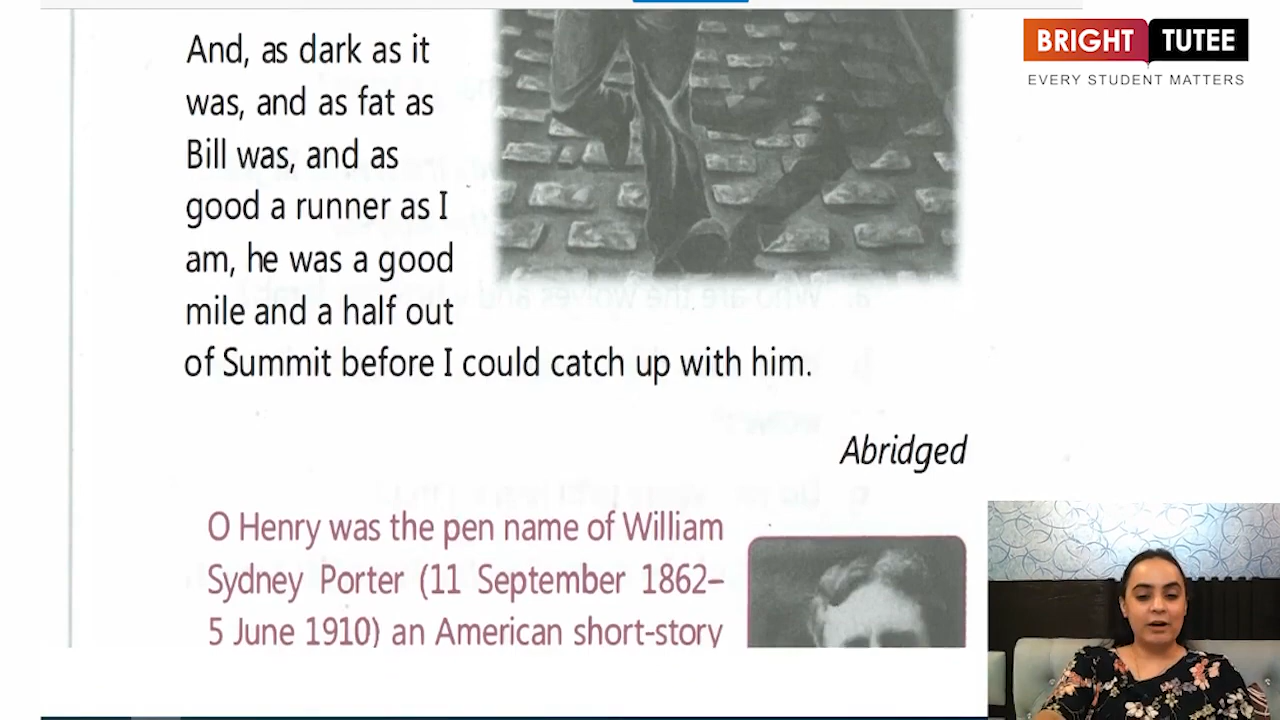 BRIGHT TUTEE
EVERY STUDENT MATTERS
And, as dark as it
was, and as fat as
Bill was, and as
good a runner as I
am, he was a good
mile and a half out
of Summit before I could catch up with him.
Abridged
O Henry was the pen name of William
Sydney Porter (11 September 1862–
5 June 1910) an American short-story